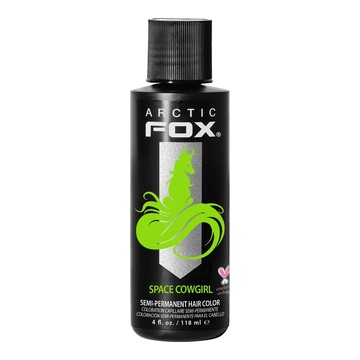 ARCTIC
FOX®
SPACE COWGIRL
SEMI-PERMANENT HAIR COLOR
COLORATION CAPILLAIRE SEMI-PERMANENTE
COLORACIÓN SEMI-PERMANENTE PARA EL CABELLO
4 fl. oz. / 118 ml ℮